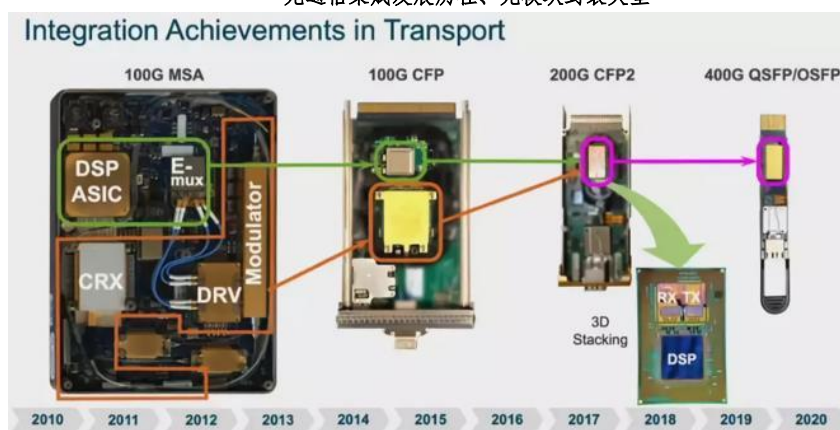 Integration Achievements in Transport
100G MSA
100G CFP
200G CFP2
400G QSFP/OSFP
DSP
ASIC
E-
mux
Modulator
CRX
DRV
3D
Stacking
RX TX
DSP
2010 2011 2012 2013 2014 2015 2016 2017 2018 2019 2020